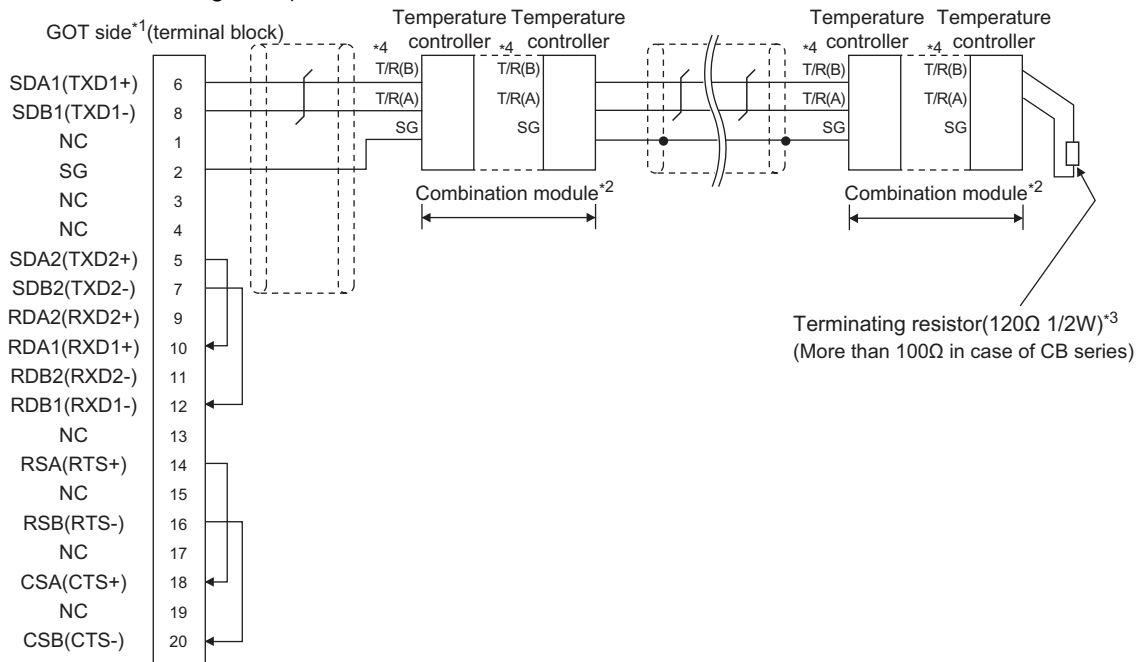 GOT side*1(terminal block)
Temperature controller
Temperature controller
Temperature controller
Temperature controller
*4
*4
*4
*4
T/R(B)
T/R(B)
T/R(B)
T/R(B)
T/R(A)
T/R(A)
T/R(A)
T/R(A)
SG
SG
SG
SG
Combination module*2
Combination module*2
SDA1(TXD1+) 6
SDB1(TXD1-) 8
NC 1
SG 2
NC 3
NC 4
SDA2(TXD2+) 5
SDB2(TXD2-) 7
RDA2(RXD2+) 9
RDA1(RXD1+) 10
RDB2(RXD2-) 11
RDB1(RXD1-) 12
NC 13
RSA(RTS+) 14
NC 15
RSB(RTS-) 16
NC 17
CSA(CTS+) 18
NC 19
CSB(CTS-) 20
Terminating resistor(120Ω 1/2W)*3
(More than 100Ω in case of CB series)